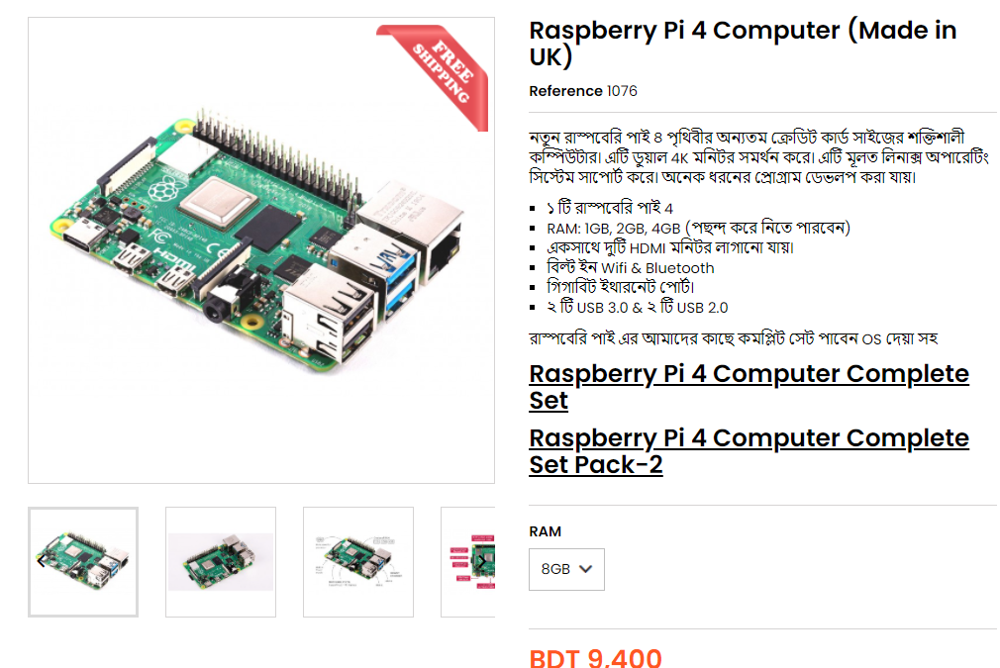 FREE
SHIPPING
HDMI
Raspberry Pi 4 Computer (Made in
UK)
Reference 1076
নতুন রাস্পবেরি পাই ৪ পৃথিবীর অন্যতম ক্রেডিট কার্ড সাইজের শক্তিশালী
কম্পিউটার। এটি ডুয়াল 4K মনিটর সমর্থন করে। এটি মূলত লিনাক্স অপারেটিং
সিস্টেম সাপোর্ট করে। অনেক ধরনের প্রোগ্রাম ডেভলপ করা যায়।
১ টি রাস্পবেরি পাই 4
RAM: 1GB, 2GB, 4GB (পছন্দ করে নিতে পারবেন)
একসাথে দুটি HDMI মনিটর লাগানো যায়।
বিল্ট ইন Wifi & Bluetooth
গিগাবিট ইথারনেট পোর্ট।
২ টি USB 3.0 & ২ টি USB 2.0
রাস্পবেরি পাই এর আমাদের কাছে কমপ্লিট সেট পাবেন OS দেয়া সহ
Raspberry Pi 4 Computer Complete
Set
Raspberry Pi 4 Computer Complete
Set Pack-2
RAM
8GB
BDT 9,400